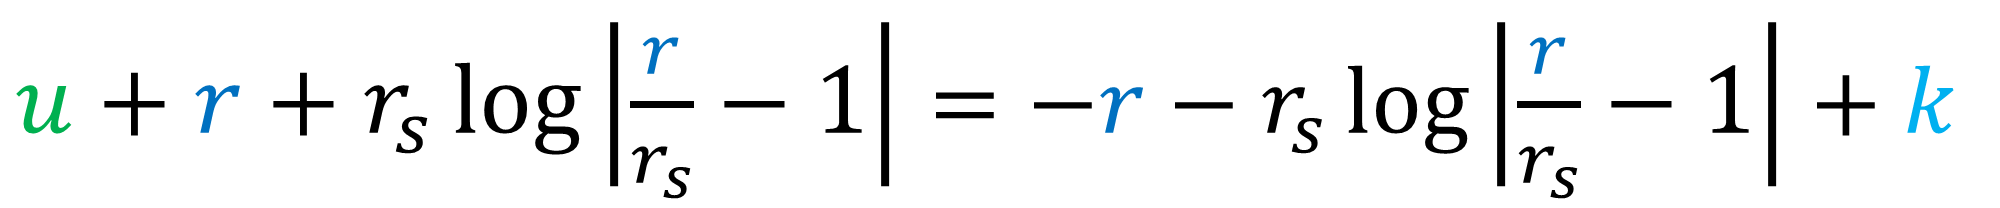 u + r + r_s log |r/r_s − 1| = −r − r_s log |r/r_s − 1| + k